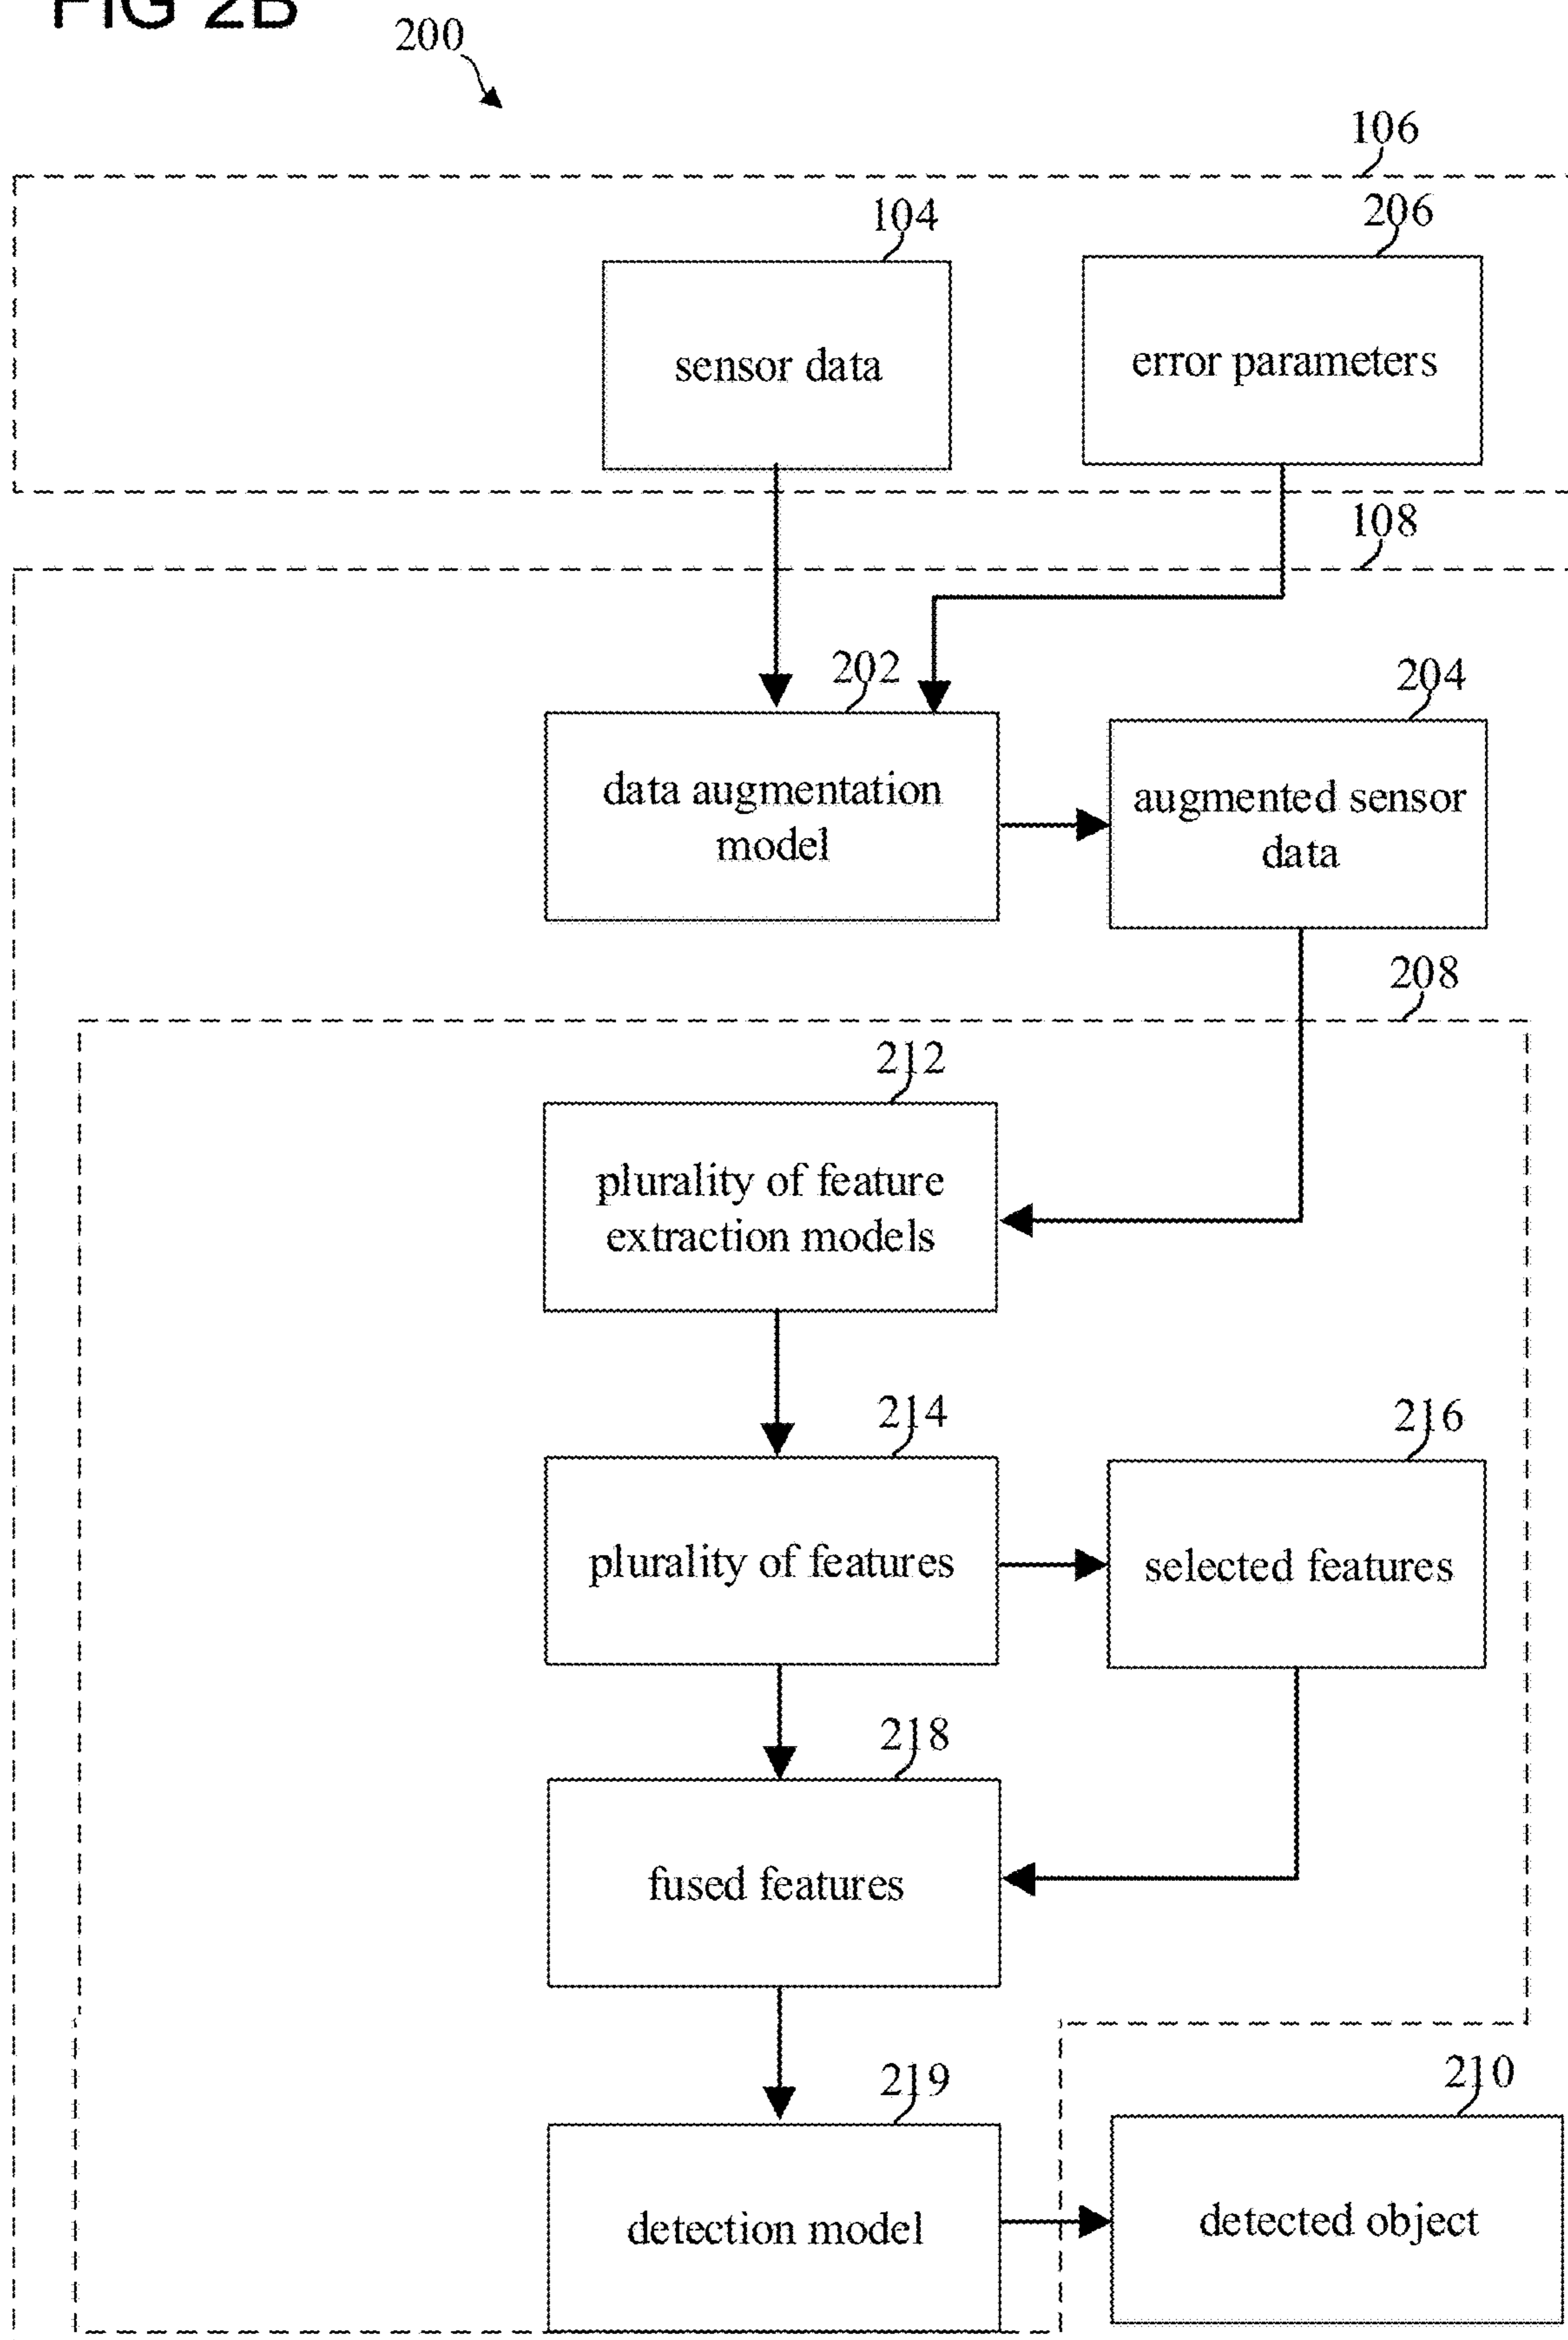 FIG 2B
200
106
104
206
sensor data
error parameters
108
202
204
data augmentation
model
augmented sensor
data
208
212
plurality of feature
extraction models
214
216
plurality of features
selected features
218
fused features
219
210
detection model
detected object